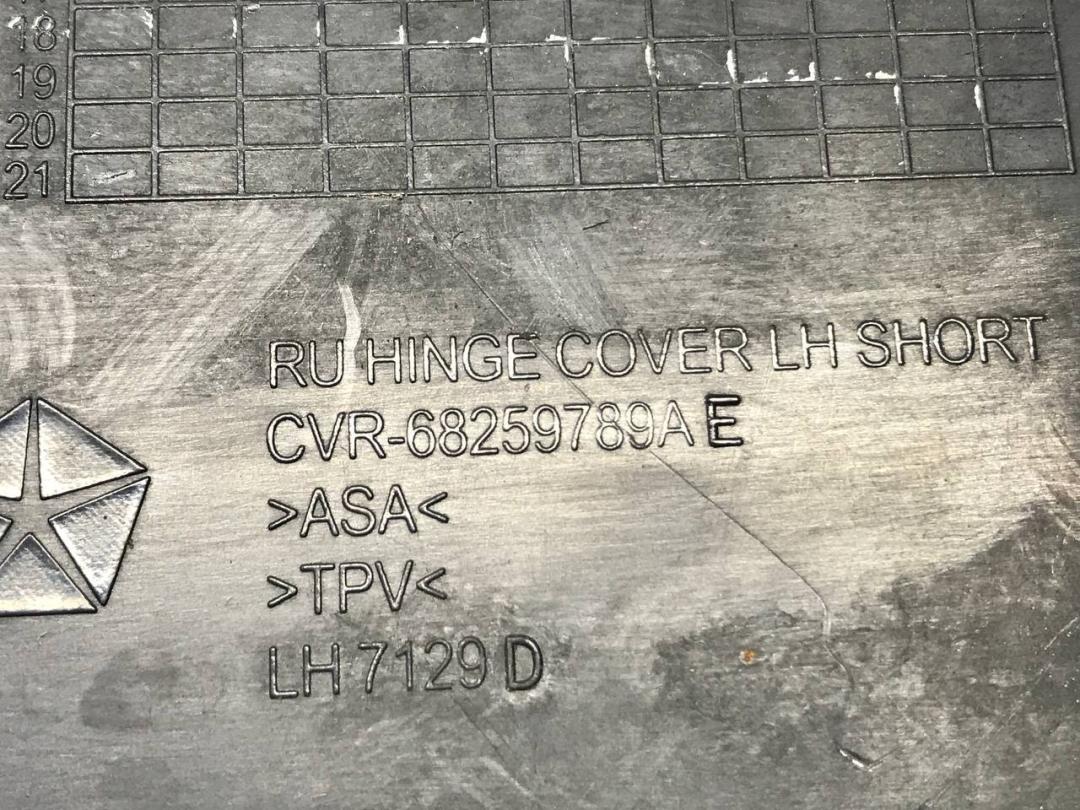 18
19
20
21
RU HINGE COVER LH SHORT
CVR-68259789A E
>ASA<
>TPV<
LH 7129 D